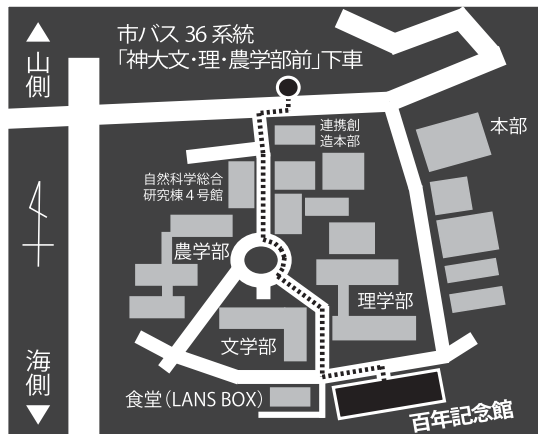 市バス 36 系統
「神大文・理・農学部前」下車
山側
連携創
造本部
本部
自然科学総合
研究棟４号館
農学部
理学部
文学部
海側
食堂（LANS BOX）
百年記念館